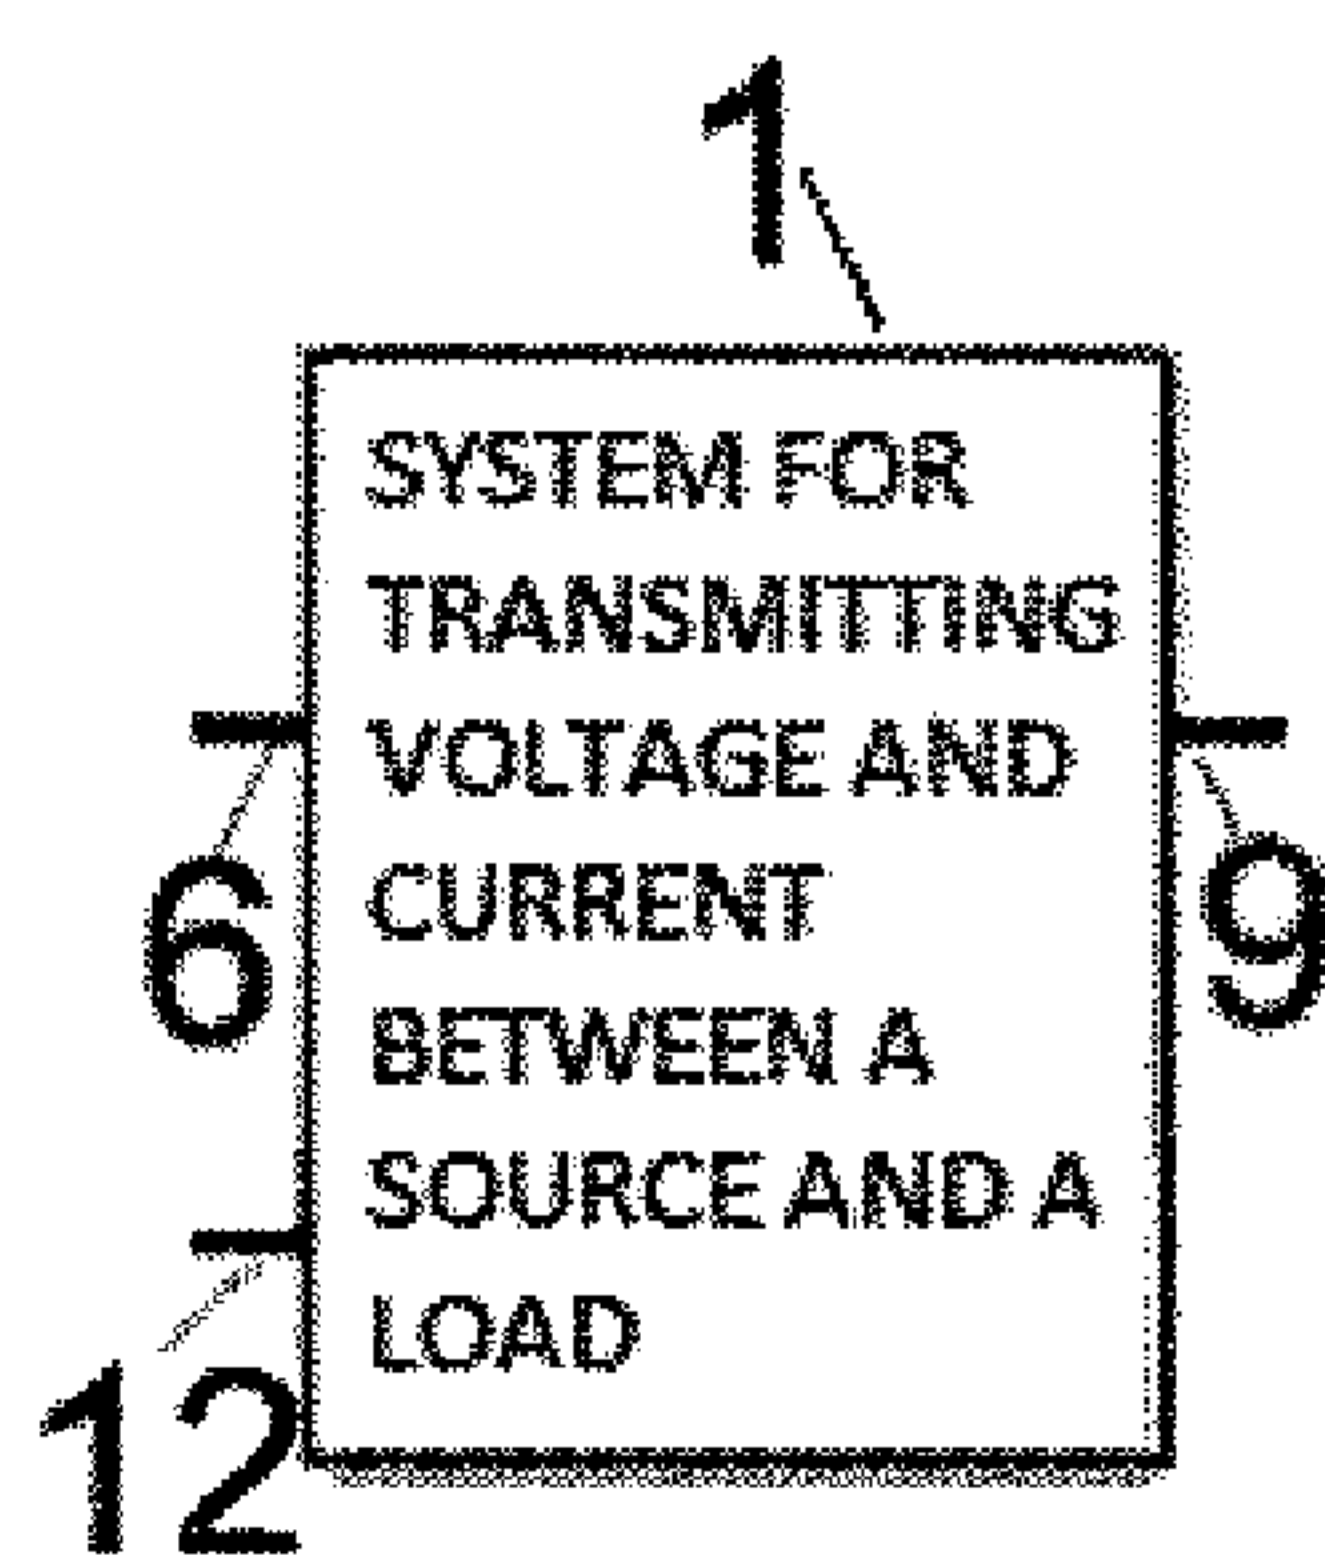 1
SYSTEM FOR
TRANSMITTING
VOLTAGE AND
CURRENT
BETWEEN A
SOURCE AND A
LOAD
6
9
12